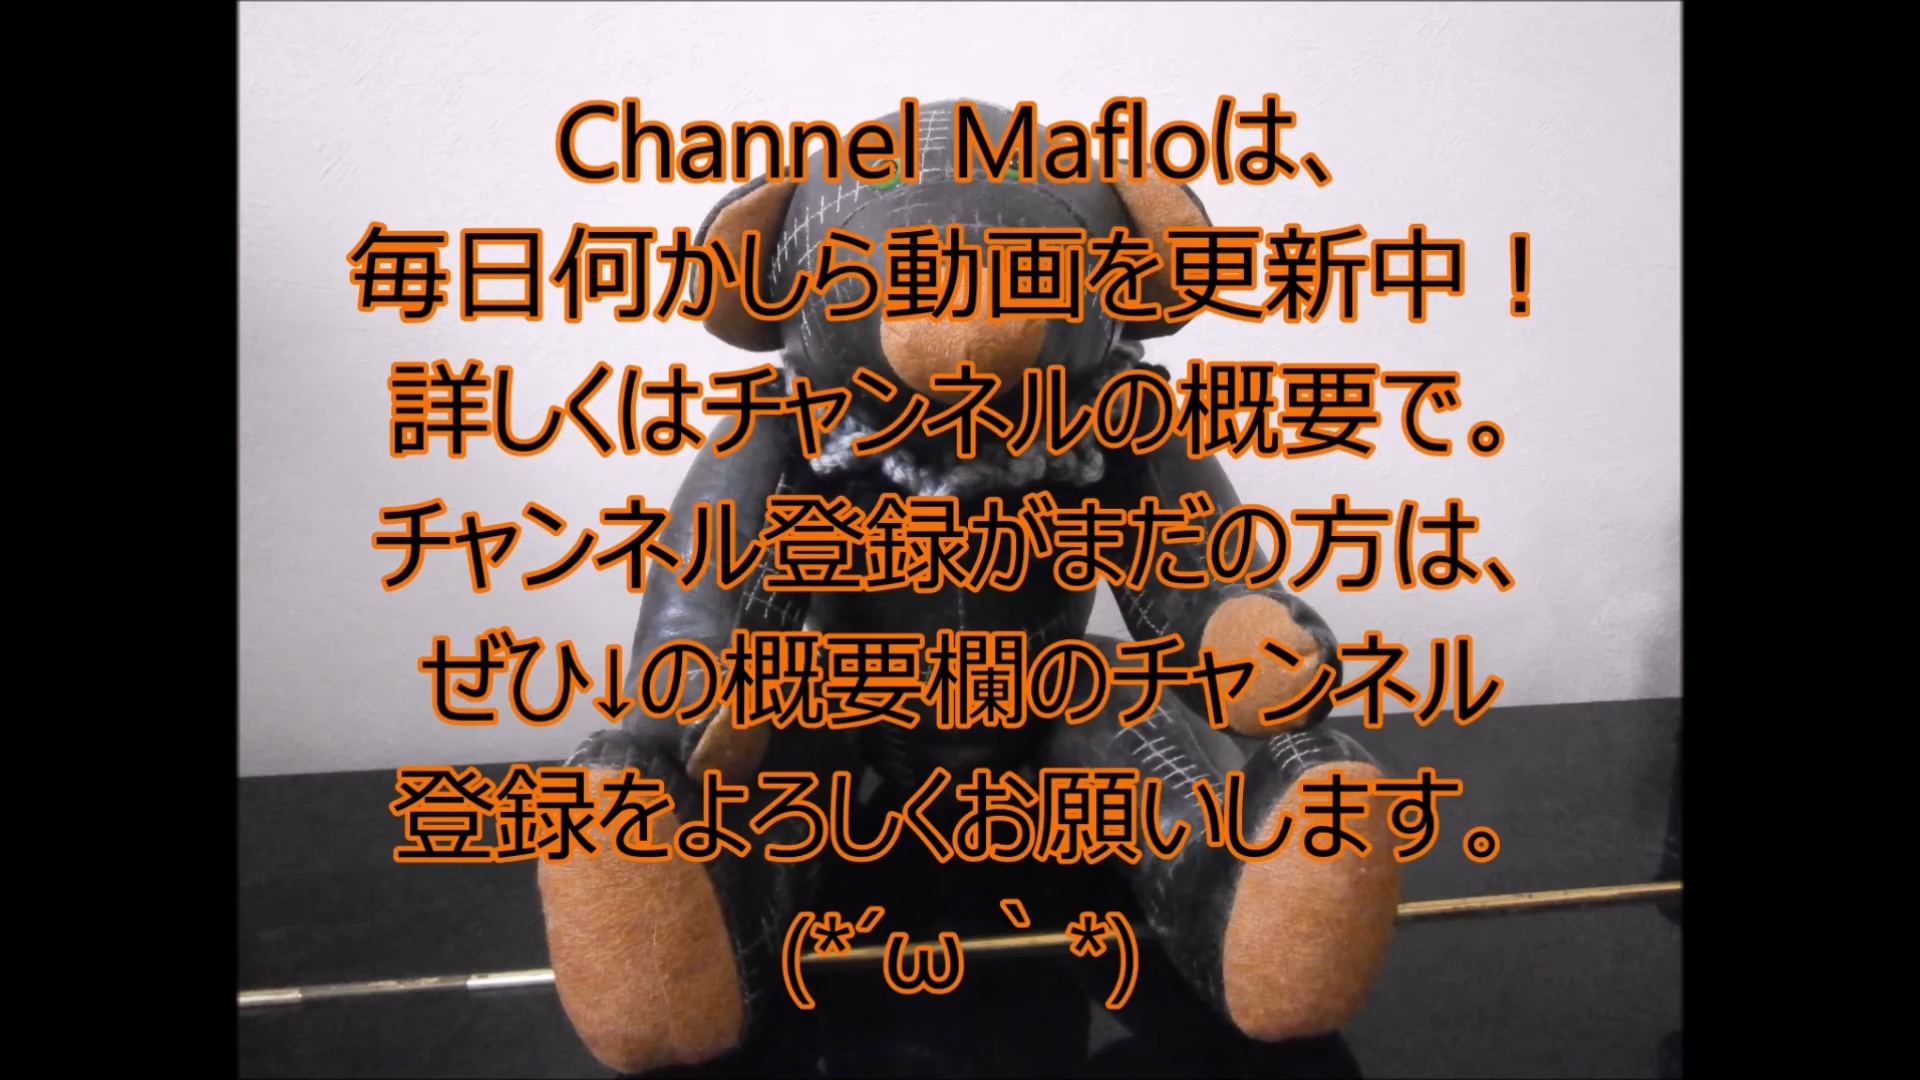 Channel Mafloは、
毎日何かしら動画を更新中！
詳しくはチャンネルの概要で。
チャンネル登録がまだの方は、
ぜひ↓の概要欄のチャンネル
登録をよろしくお願いします。
(*´ω｀*)